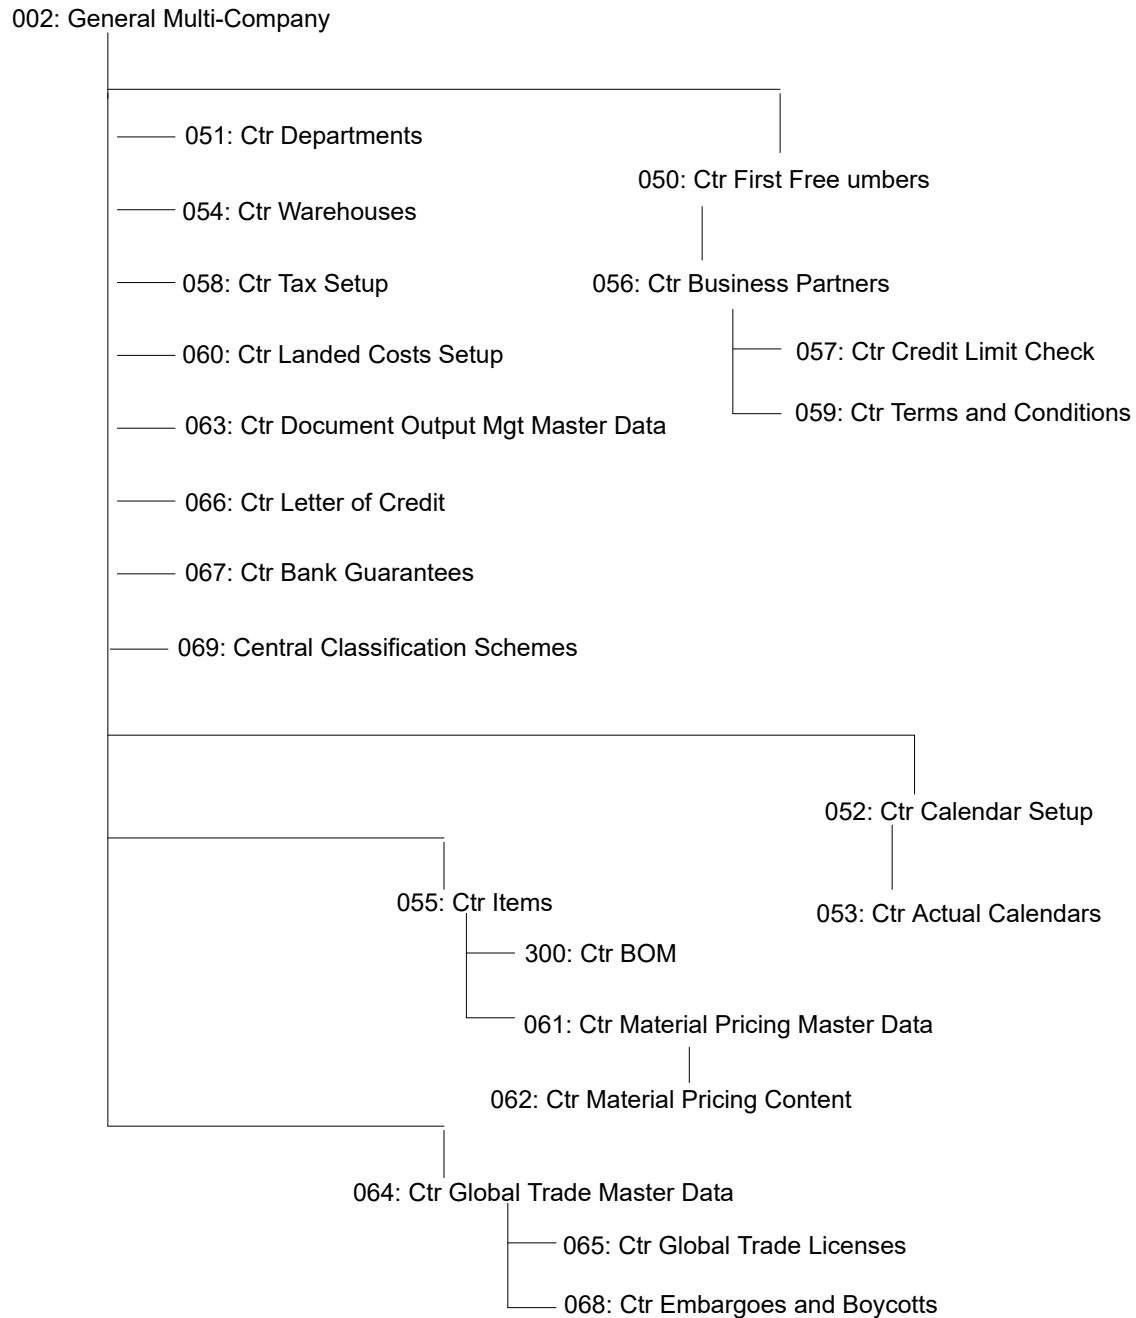 002: General Multi-Company
051: Ctr Departments
050: Ctr First Free umbers
054: Ctr Warehouses
058: Ctr Tax Setup
056: Ctr Business Partners
060: Ctr Landed Costs Setup
057: Ctr Credit Limit Check
059: Ctr Terms and Conditions
063: Ctr Document Output Mgt Master Data
066: Ctr Letter of Credit
067: Ctr Bank Guarantees
069: Central Classification Schemes
052: Ctr Calendar Setup
055: Ctr Items
053: Ctr Actual Calendars
300: Ctr BOM
061: Ctr Material Pricing Master Data
062: Ctr Material Pricing Content
064: Ctr Global Trade Master Data
065: Ctr Global Trade Licenses
068: Ctr Embargoes and Boycotts